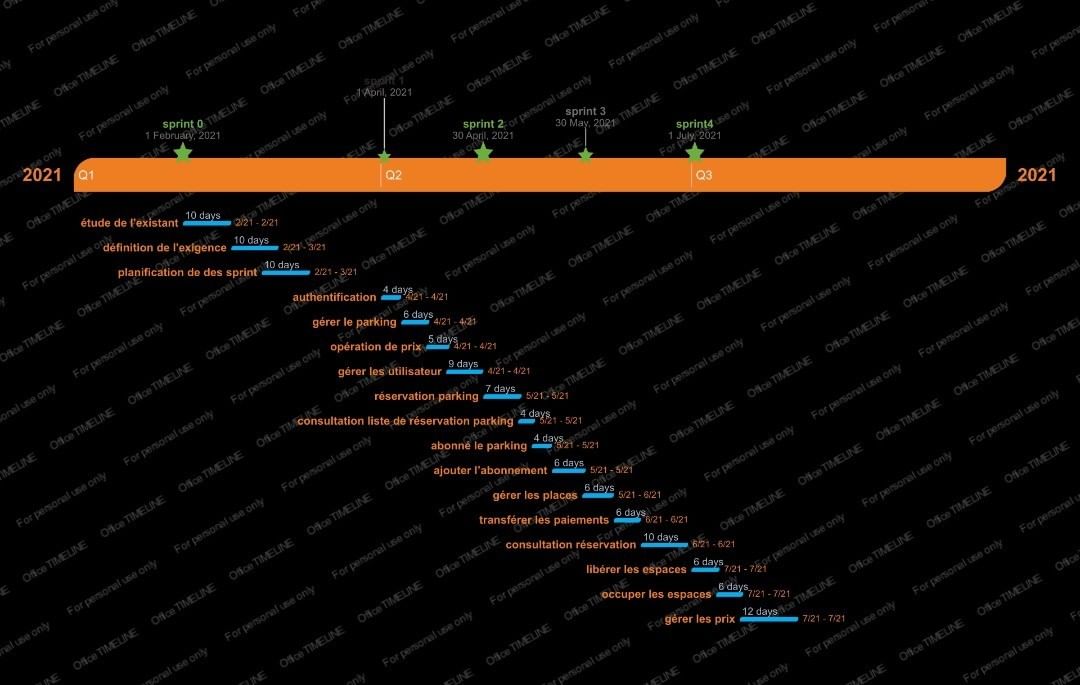 sprint 1
1 April, 2021
sprint 3
30 May, 2021
sprint 0
1 February, 2021
sprint 2
30 April, 2021
sprint4
1 July, 2021
2021 Q1 Q2 Q3 2021
10 days
étude de l'existant 2/21 - 2/21
10 days
définition de l'exigence 2/21 - 3/21
10 days
planification de des sprint 2/21 - 3/21
4 days
authentification 4/21 - 4/21
6 days
gérer le parking 4/21 - 4/21
5 days
opération de prix 4/21 - 4/21
9 days
gérer les utilisateur 4/21 - 4/21
7 days
réservation parking 5/21 - 5/21
4 days
consultation liste de réservation parking 5/21 - 5/21
4 days
abonné le parking 5/21 - 5/21
6 days
ajouter l'abonnement 5/21 - 5/21
6 days
gérer les places 5/21 - 6/21
6 days
transférer les paiements 6/21 - 6/21
10 days
consultation réservation 6/21 - 6/21
6 days
libérer les espaces 7/21 - 7/21
6 days
occuper les espaces 7/21 - 7/21
12 days
gérer les prix 7/21 - 7/21
For personal use only
Office TIMELINE